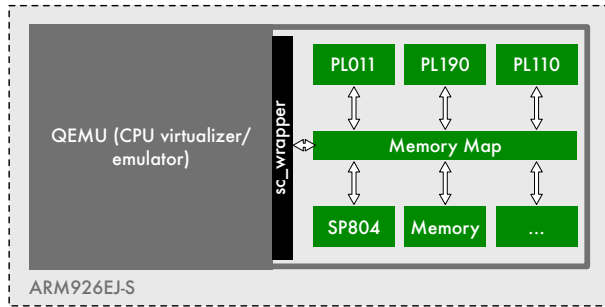 QEMU (CPU virtualizer/
emulator)
sc_wrapper
PL011
PL190
PL110
Memory Map
SP804
Memory
...
ARM926EJ-S